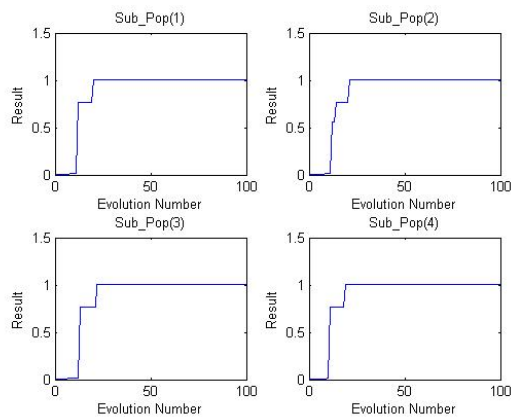 Sub_Pop(1)
1.5
1
0.5
0
Result
0 50 100
Evolution Number
Sub_Pop(2)
1.5
1
0.5
0
Result
0 50 100
Evolution Number
Sub_Pop(3)
1.5
1
0.5
0
Result
0 50 100
Evolution Number
Sub_Pop(4)
1.5
1
0.5
0
Result
0 50 100
Evolution Number